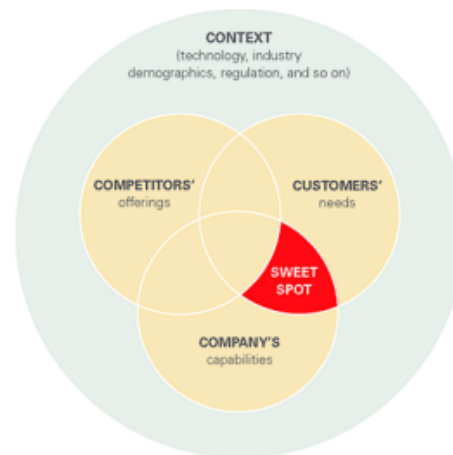 CONTEXT
(technology, industry
demographics, regulation, and so on)
COMPETITORS'
offerings
CUSTOMERS'
needs
SWEET
SPOT
COMPANY'S
capabilities